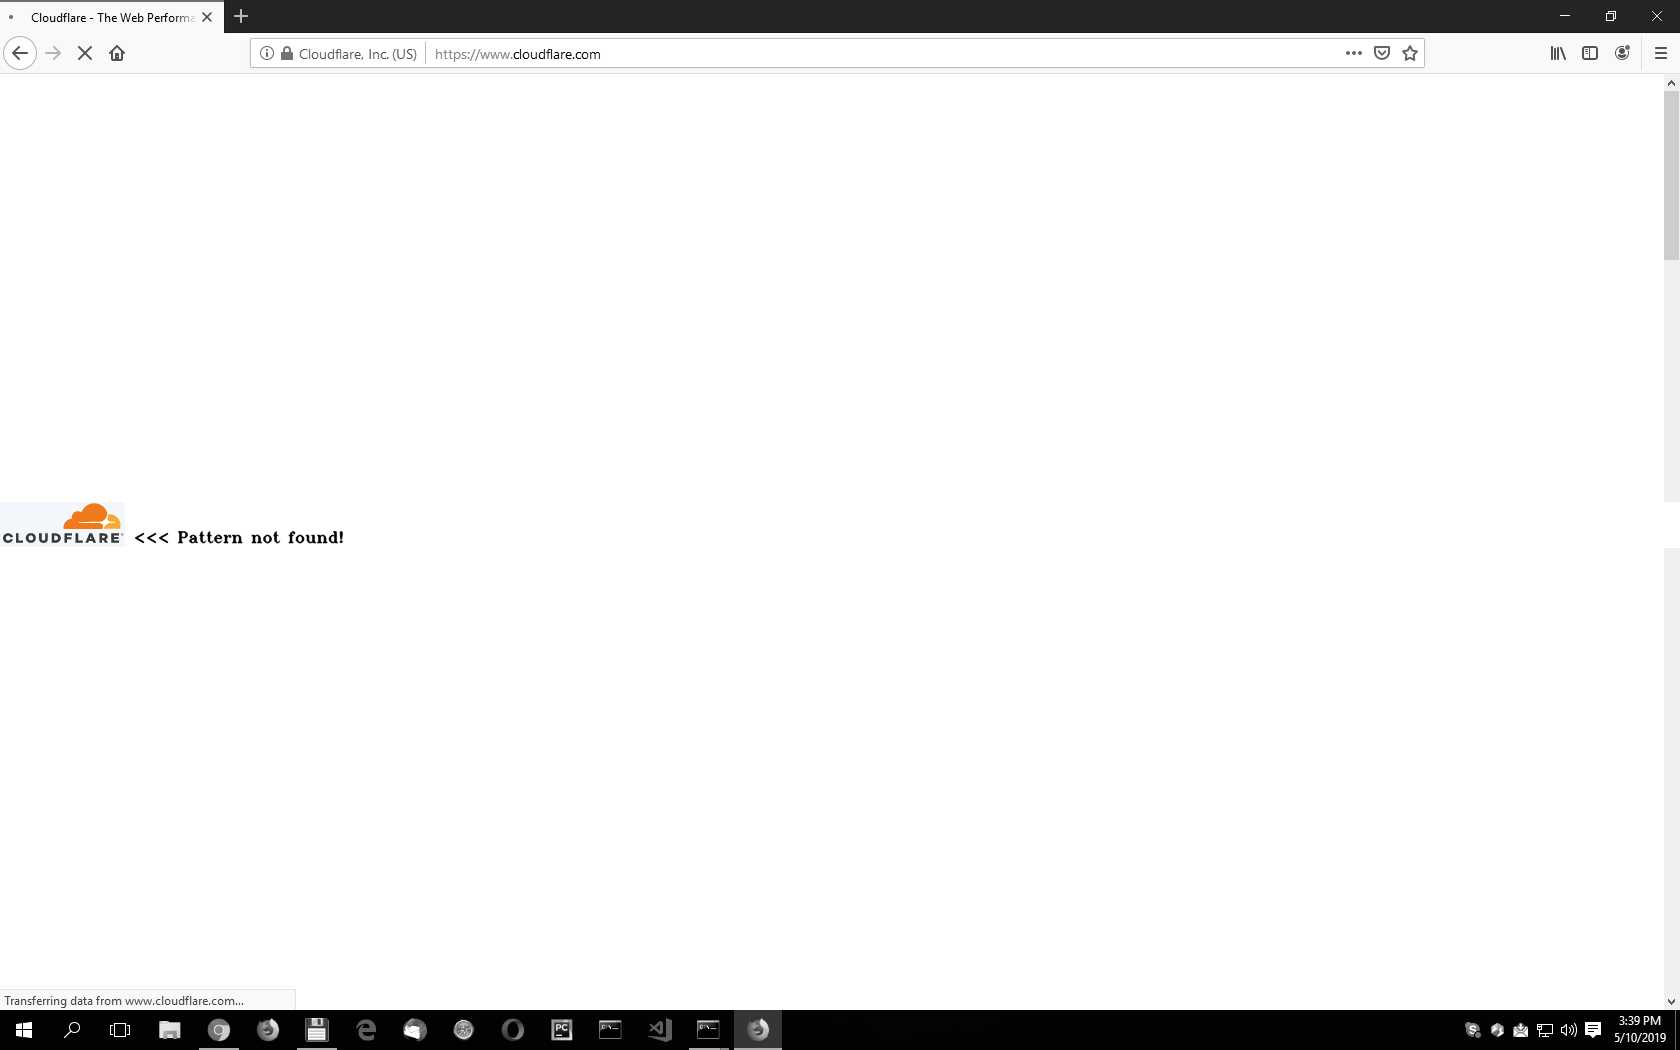 Cloudflare - The Web Performa
Cloudflare, Inc. (US)
https://www.cloudflare.com
CLOUDFLARE
<<< Pattern not found!
Transferring data from www.cloudflare.com...
PC
3:39 PM
5/10/2019